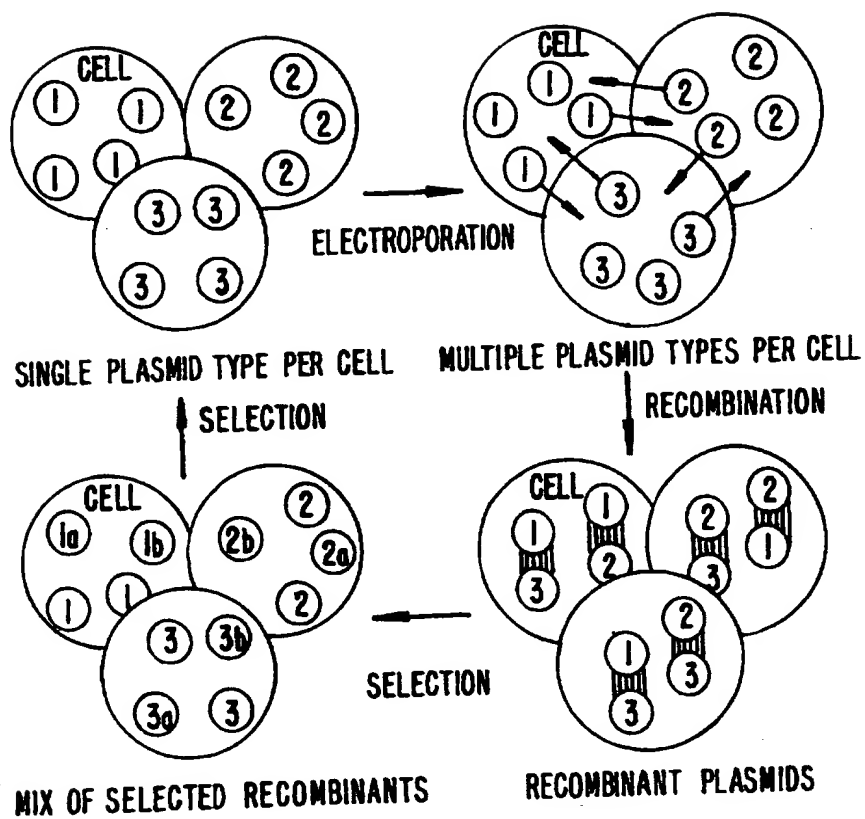 CELL
1
1
1
1
2
2
2
2
3
3
3
3
ELECTROPORATION
CELL
1
1
1
1
2
2
2
2
3
3
3
3
SINGLE PLASMID TYPE PER CELL
MULTIPLE PLASMID TYPES PER CELL
SELECTION
RECOMBINATION
CELL
1a
1b
1
1
2
2b
2a
2
3
3b
3a
3
SELECTION
CELL
1
3
1
2
2
3
2
1
1
3
2
3
MIX OF SELECTED RECOMBINANTS
RECOMBINANT PLASMIDS